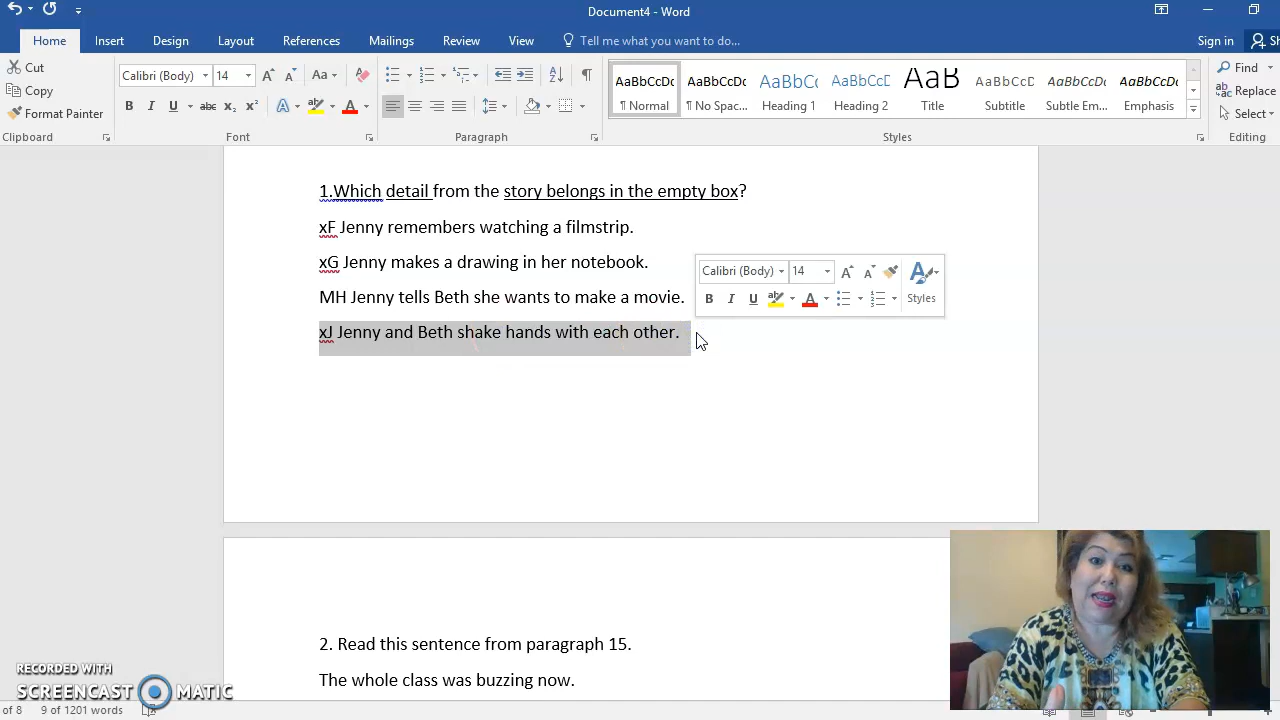 Document4 - Word
Home Insert Design Layout References Mailings Review View Tell me what you want to do... Sign in Sh
Cut
Copy
Format Painter
Clipboard
Calibri (Body) 14
Font
Paragraph
AaBbCcDc AaBbCcDc AaBbCc AaBbCcD AaB AaBbCcD AaBbCcDc AaBbCcDc
¶ Normal ¶ No Spac... Heading 1 Heading 2 Title Subtitle Subtle Em... Emphasis
Styles
Find
Replace
Select
Editing
1.Which detail from the story belongs in the empty box?
xF Jenny remembers watching a filmstrip.
xG Jenny makes a drawing in her notebook.
MH Jenny tells Beth she wants to make a movie.
xJ Jenny and Beth shake hands with each other.
Calibri (Body) 14
B I U
Styles
2. Read this sentence from paragraph 15.
The whole class was buzzing now.
RECORDED WITH
SCREENCAST MATIC
of 8 9 of 1201 words